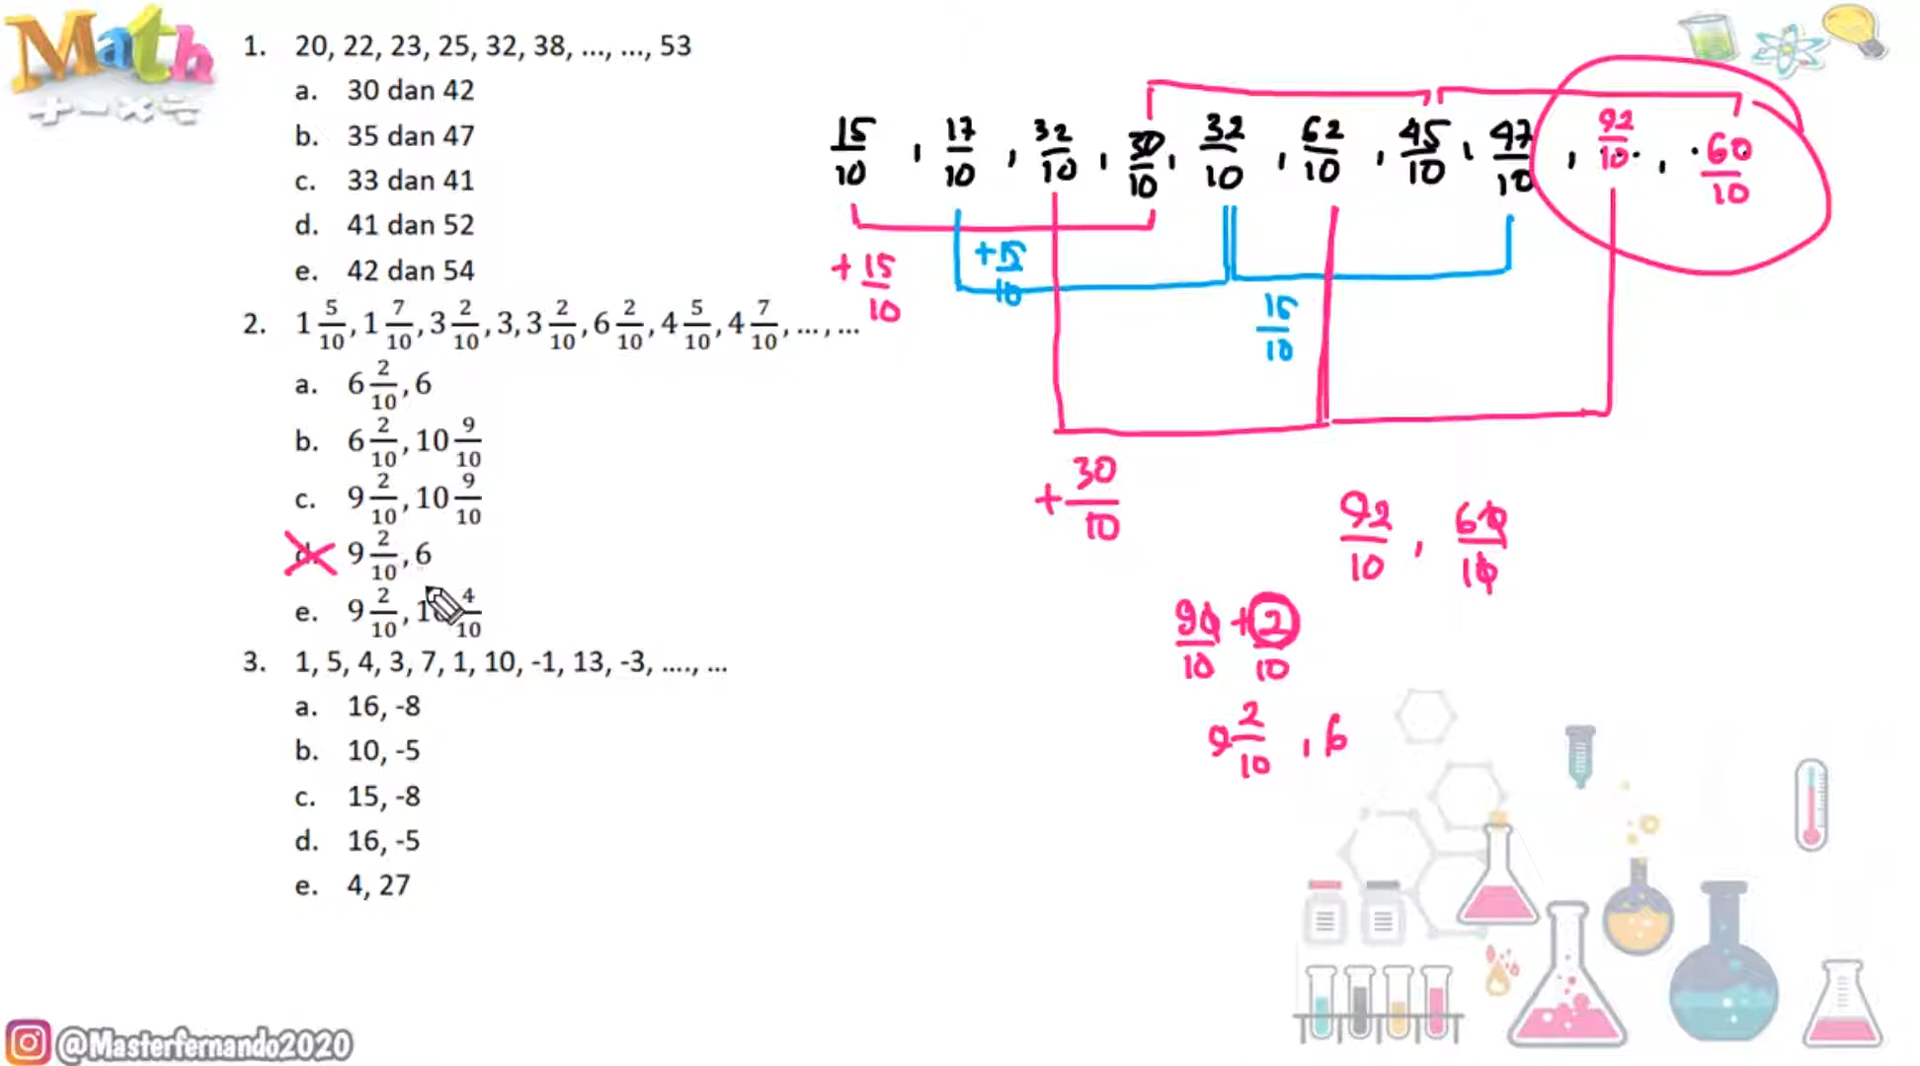 Math
+ − × ÷
1. 20, 22, 23, 25, 32, 38, ..., ..., 53
a. 30 dan 42
b. 35 dan 47
c. 33 dan 41
d. 41 dan 52
e. 42 dan 54
2. 1 5/10, 1 7/10, 3 2/10, 3, 3 2/10, 6 2/10, 4 5/10, 4 7/10, ..., ...
a. 6 2/10, 6
b. 6 2/10, 10 9/10
c. 9 2/10, 10 9/10
d. 9 2/10, 6
e. 9 2/10, 4/10
3. 1, 5, 4, 3, 7, 1, 10, -1, 13, -3, ...., ...
a. 16, -8
b. 10, -5
c. 15, -8
d. 16, -5
e. 4, 27
15/10, 17/10, 32/10, 30/10, 32/10, 62/10, 45/10, 47/10, 92/10, 60/10
+15/10
+15/10
15/10
+30/10
92/10, 60/10
90/10 + 2/10
9 2/10, 6
@Masterfernando2020